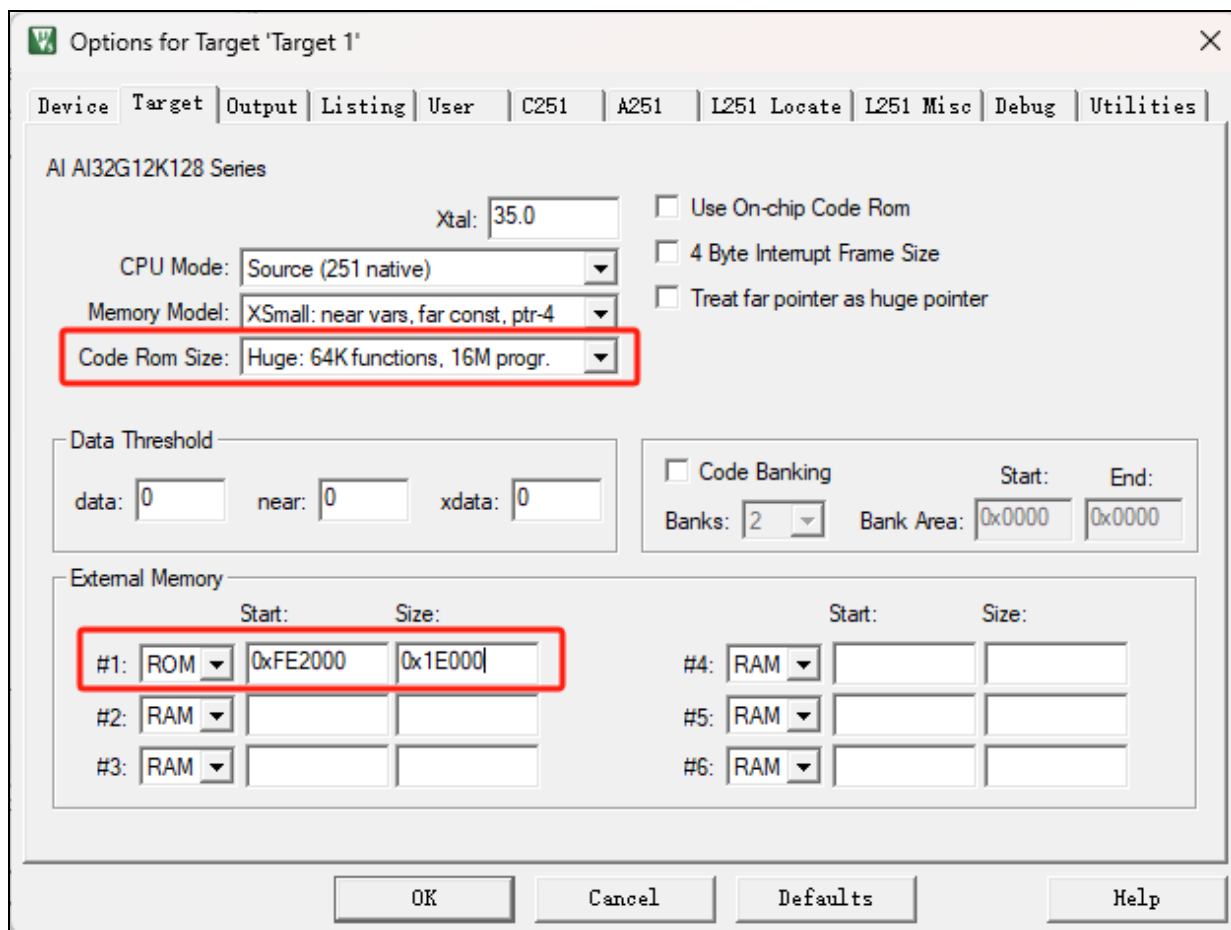 Options for Target 'Target 1'
Device Target Output Listing User C251 A251 L251 Locate L251 Misc Debug Utilities
AI AI32G12K128 Series
Xtal: 35.0
Use On-chip Code Rom
CPU Mode: Source (251 native)
4 Byte Interrupt Frame Size
Memory Model: XSmall: near vars, far const, ptr-4
Treat far pointer as huge pointer
Code Rom Size: Huge: 64K functions, 16M progr.
Data Threshold
data: 0 near: 0 xdata: 0
Code Banking Start: End:
Banks: 2 Bank Area: 0x0000 0x0000
External Memory
Start: Size: Start: Size:
#1: ROM 0xFE2000 0x1E000 #4: RAM
#2: RAM #5: RAM
#3: RAM #6: RAM
OK Cancel Defaults Help